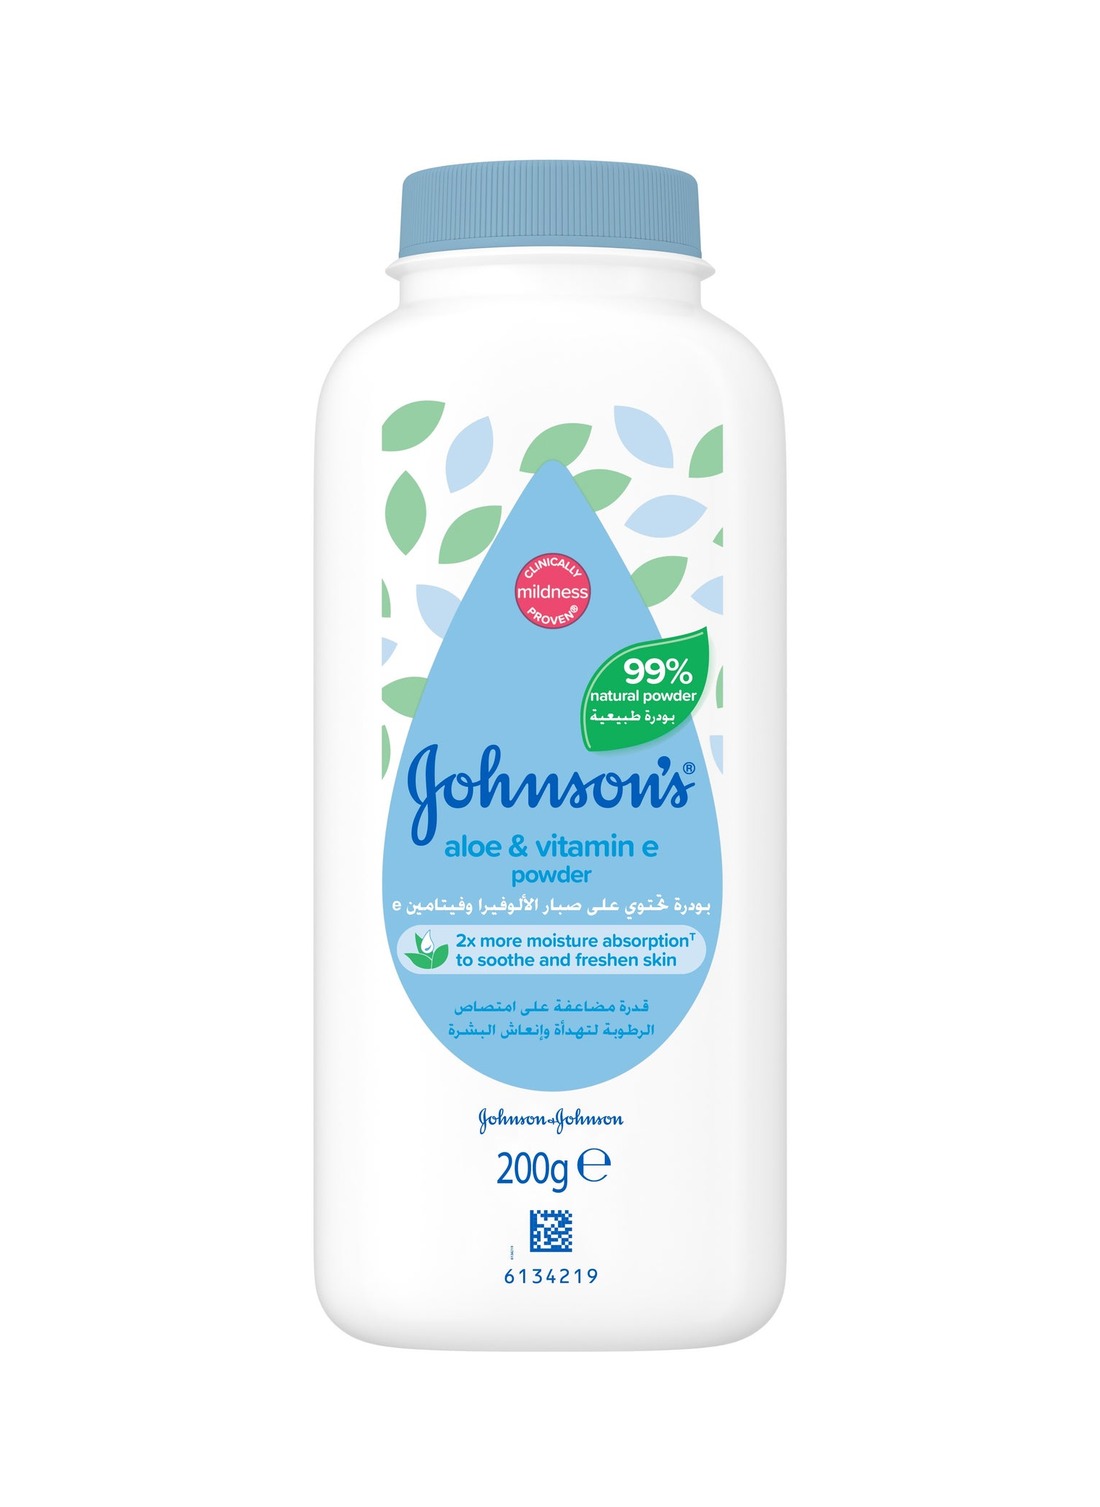 CLINICALLY
mildness
PROVEN®
99%
natural powder
بودرة طبيعية
Johnson's®
aloe & vitamin e
powder
بودرة تحتوي على صبار الألوفيرا وفيتامين e
2x more moisture absorptionᵀ
to soothe and freshen skin
قدرة مضاعفة على امتصاص
الرطوبة لتهدأة وإنعاش البشرة
Johnson&Johnson
200g ℮
6134219